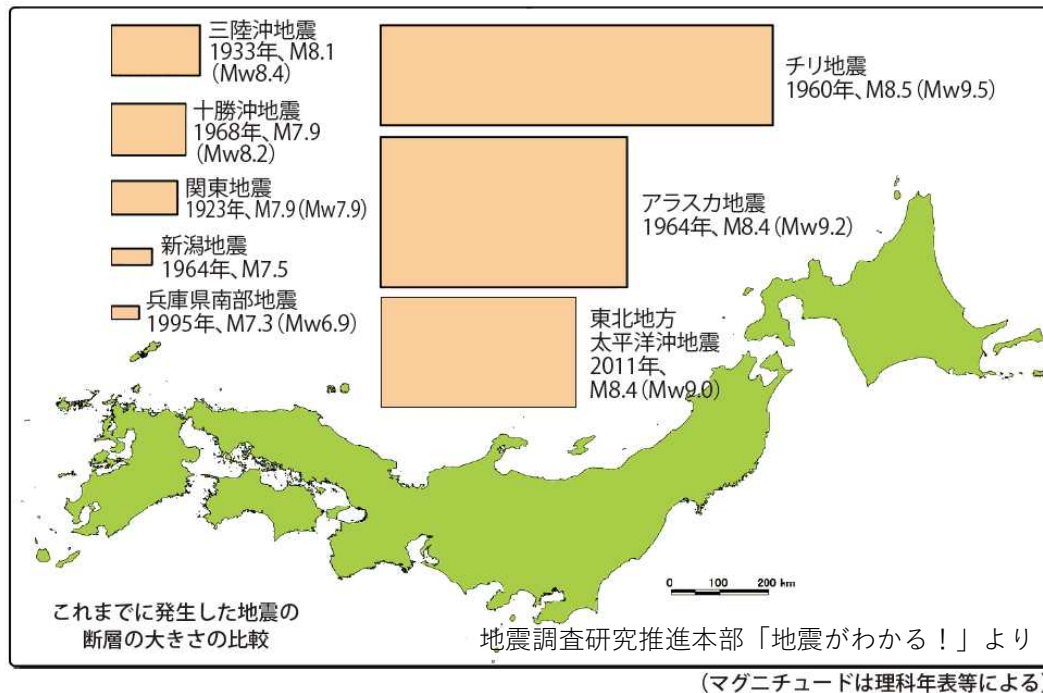 三陸沖地震
1933年、M8.1
(Mw8.4)
十勝沖地震
1968年、M7.9
(Mw8.2)
関東地震
1923年、M7.9(Mw7.9)
新潟地震
1964年、M7.5
兵庫県南部地震
1995年、M7.3(Mw6.9)
チリ地震
1960年、M8.5(Mw9.5)
アラスカ地震
1964年、M8.4(Mw9.2)
東北地方
太平洋沖地震
2011年、
M8.4(Mw9.0)
0 100 200 km
これまでに発生した地震の
断層の大きさの比較
地震調査研究推進本部「地震がわかる！」より
(マグニチュードは理科年表等による)